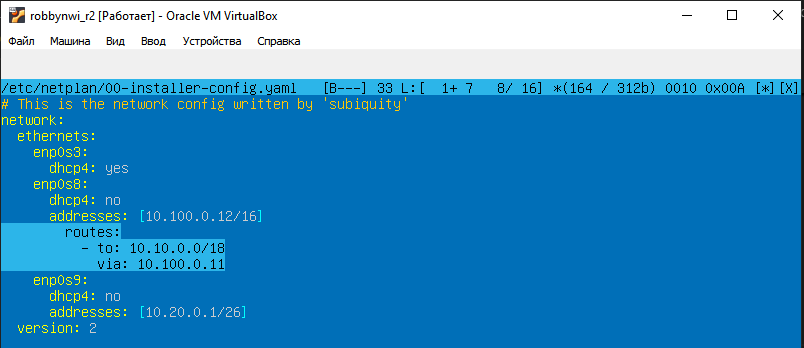 robbynwi_r2 [Работает] - Oracle VM VirtualBox
Файл Машина Вид Ввод Устройства Справка
/etc/netplan/00-installer-config.yaml [B---] 33 L:[ 1+ 7 8/ 16] *(164 / 312b) 0010 0x00A [*][X]
# This is the network config written by 'subiquity'
network:
  ethernets:
    enp0s3:
      dhcp4: yes
    enp0s8:
      dhcp4: no
      addresses: [10.100.0.12/16]
        routes:
          - to: 10.10.0.0/18
            via: 10.100.0.11
    enp0s9:
      dhcp4: no
      addresses: [10.20.0.1/26]
  version: 2